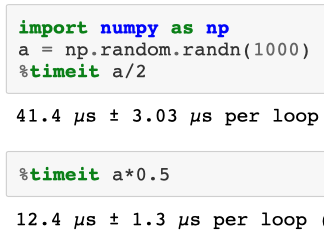 import numpy as np
a = np.random.randn(1000)
%timeit a/2
41.4 µs ± 3.03 µs per loop
%timeit a*0.5
12.4 µs ± 1.3 µs per loop (